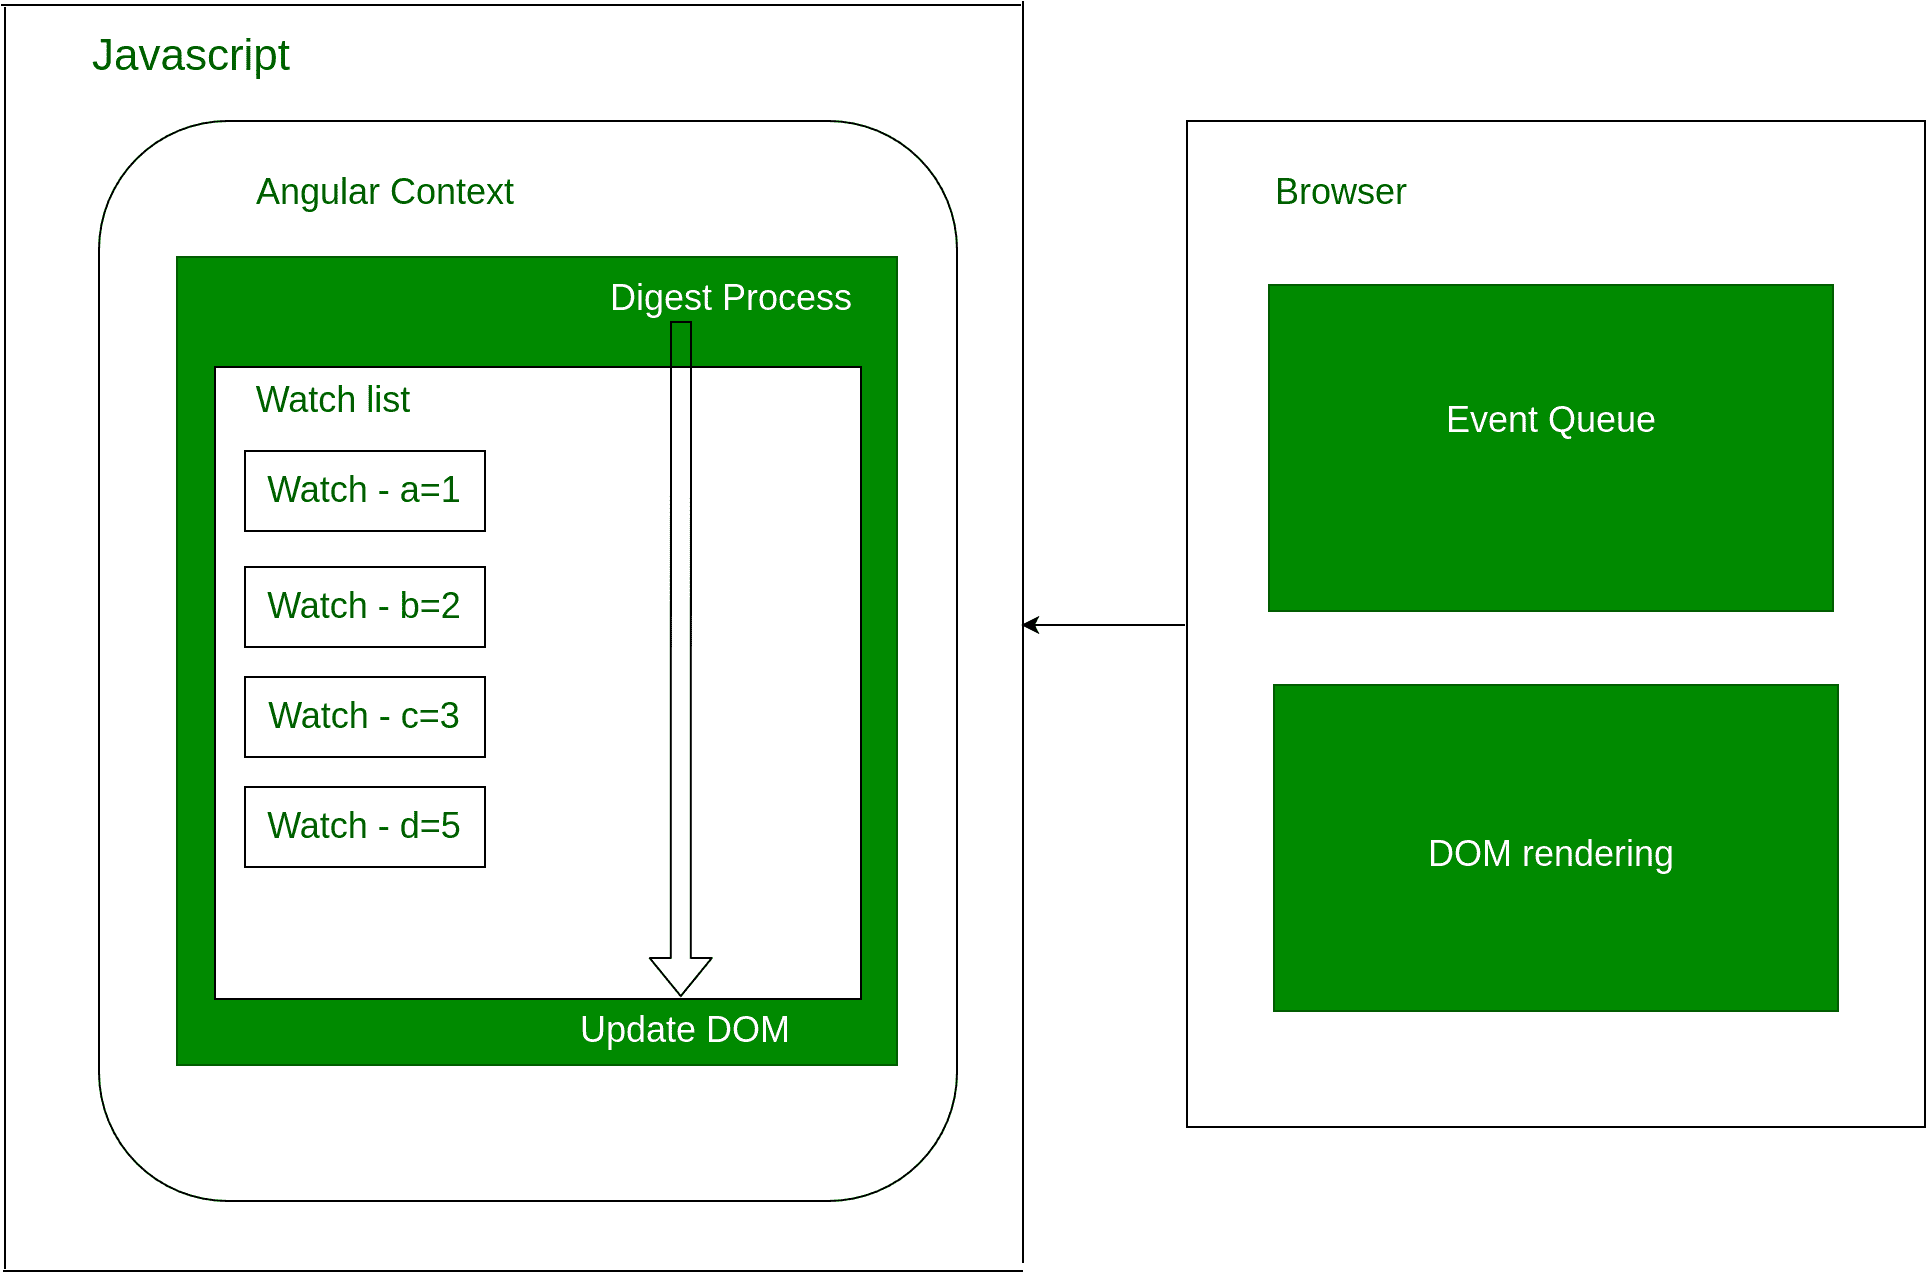 Javascript
Angular Context
Digest Process
Watch list
Watch - a=1
Watch - b=2
Watch - c=3
Watch - d=5
Update DOM
Browser
Event Queue
DOM rendering